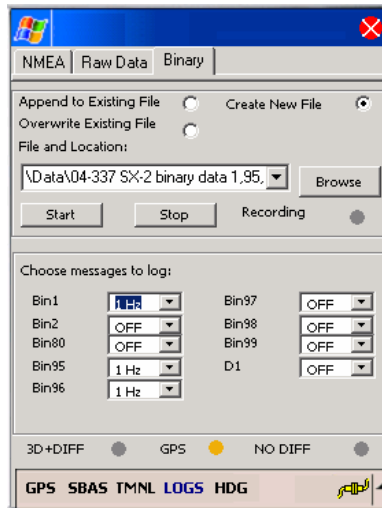 NMEA Raw Data Binary
Append to Existing File Create New File
Overwrite Existing File
File and Location:
\Data\04-337 SX-2 binary data 1,95, Browse
Start Stop Recording
Choose messages to log:
Bin1 1 Hz Bin97 OFF
Bin2 OFF Bin98 OFF
Bin80 OFF Bin99 OFF
Bin95 1 Hz D1 OFF
Bin96 1 Hz
3D+DIFF GPS NO DIFF
GPS SBAS TMNL LOGS HDG